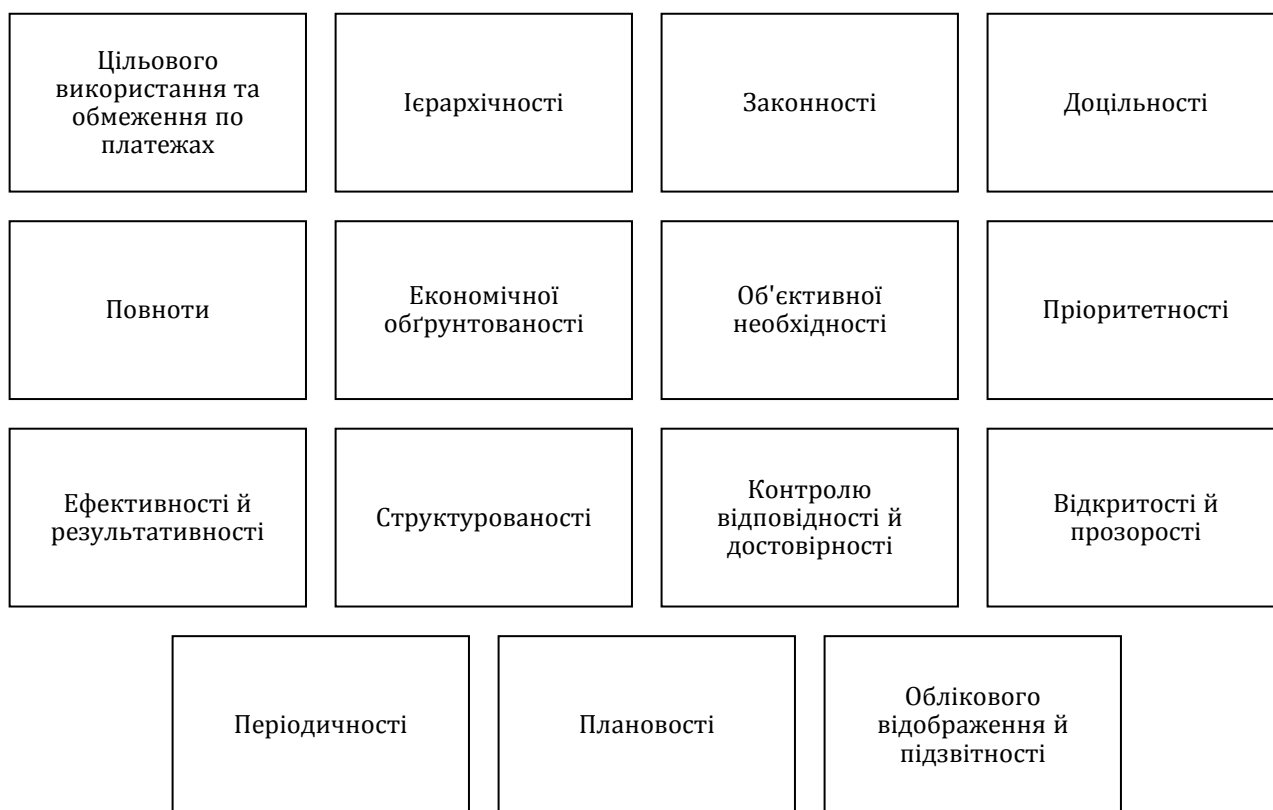 Цільового
використання та
обмеження по
платежах
Ієрархічності
Законності
Доцільності
Повноти
Економічної
обґрунтованості
Об'єктивної
необхідності
Пріоритетності
Ефективності й
результативності
Структурованості
Контролю
відповідності й
достовірності
Відкритості й
прозорості
Періодичності
Плановості
Облікового
відображення й
підзвітності